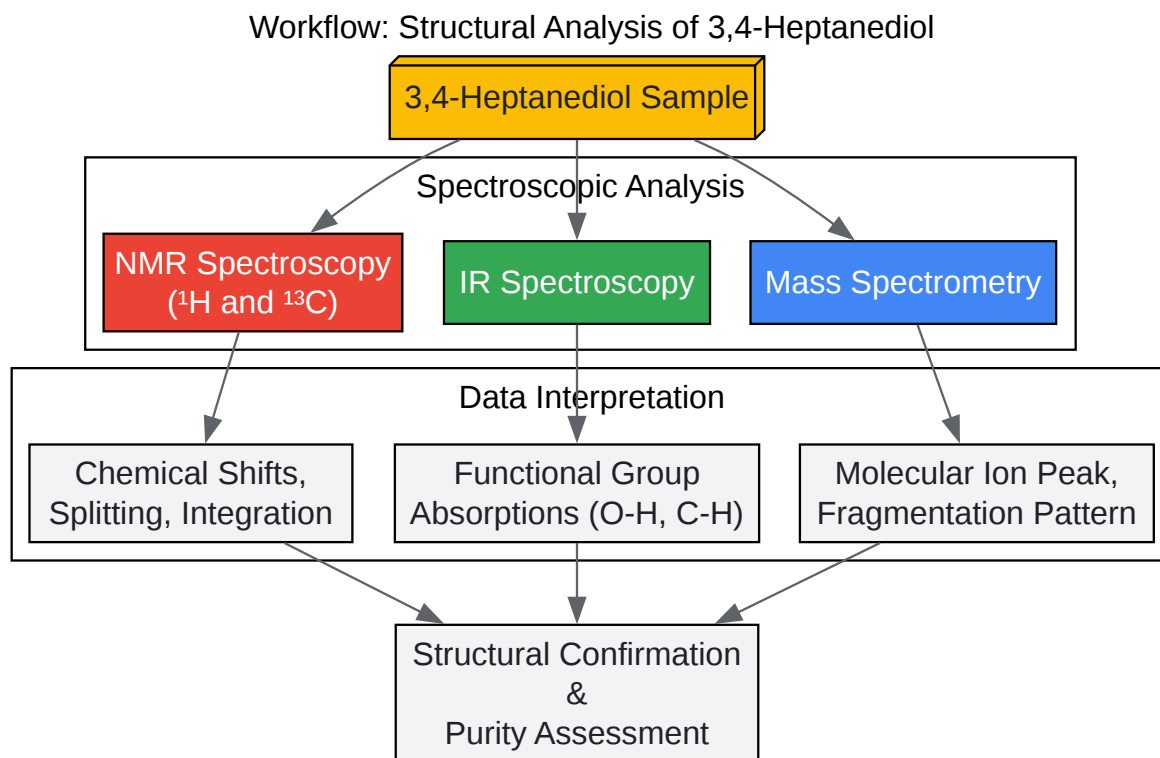 Workflow: Structural Analysis of 3,4-Heptanediol
3,4-Heptanediol Sample
Spectroscopic Analysis
NMR Spectroscopy
(¹H and ¹³C)
IR Spectroscopy
Mass Spectrometry
Data Interpretation
Chemical Shifts,
Splitting, Integration
Functional Group
Absorptions (O-H, C-H)
Molecular Ion Peak,
Fragmentation Pattern
Structural Confirmation
&
Purity Assessment